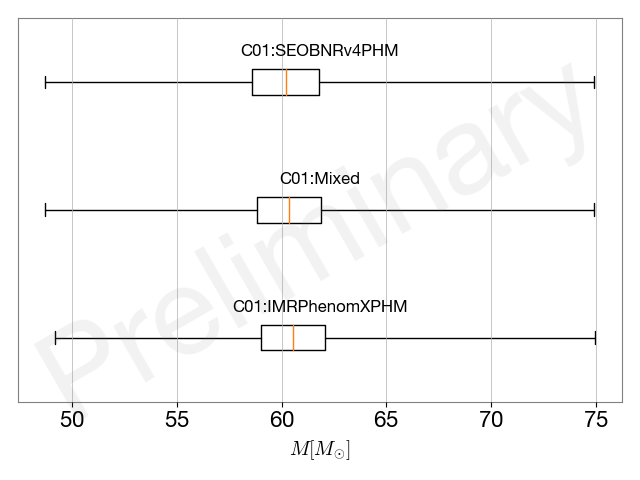 C01:SEOBNRv4PHM
C01:Mixed
C01:IMRPhenomXPHM
Preliminary
50 55 60 65 70 75
M[M⊙]